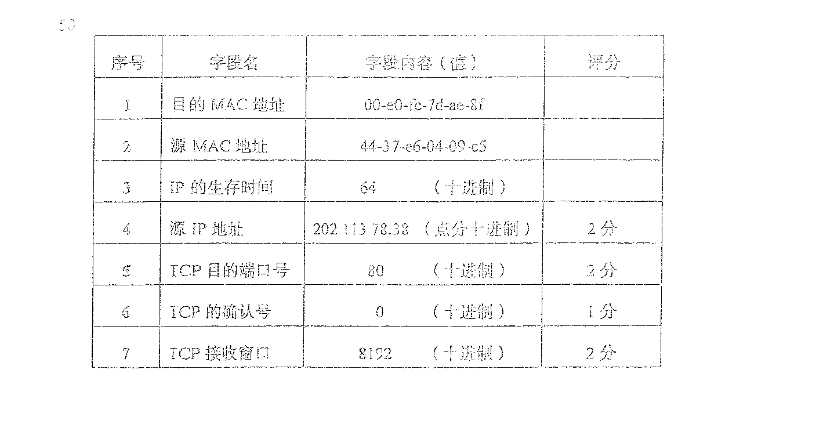 50
序号 字段名 字段内容（值） 评分
1 目的 MAC 地址 00-e0-fc-7d-ae-8f
2 源 MAC 地址 44-37-e6-04-09-c5
3 IP 的生存时间 64 （十进制）
4 源 IP 地址 202 113 78.38 （点分十进制） 2 分
5 TCP 目的端口号 80 （十进制） 2 分
6 TCP 的确认号 0 （十进制） 1 分
7 TCP 接收窗口 8192 （十进制） 2 分